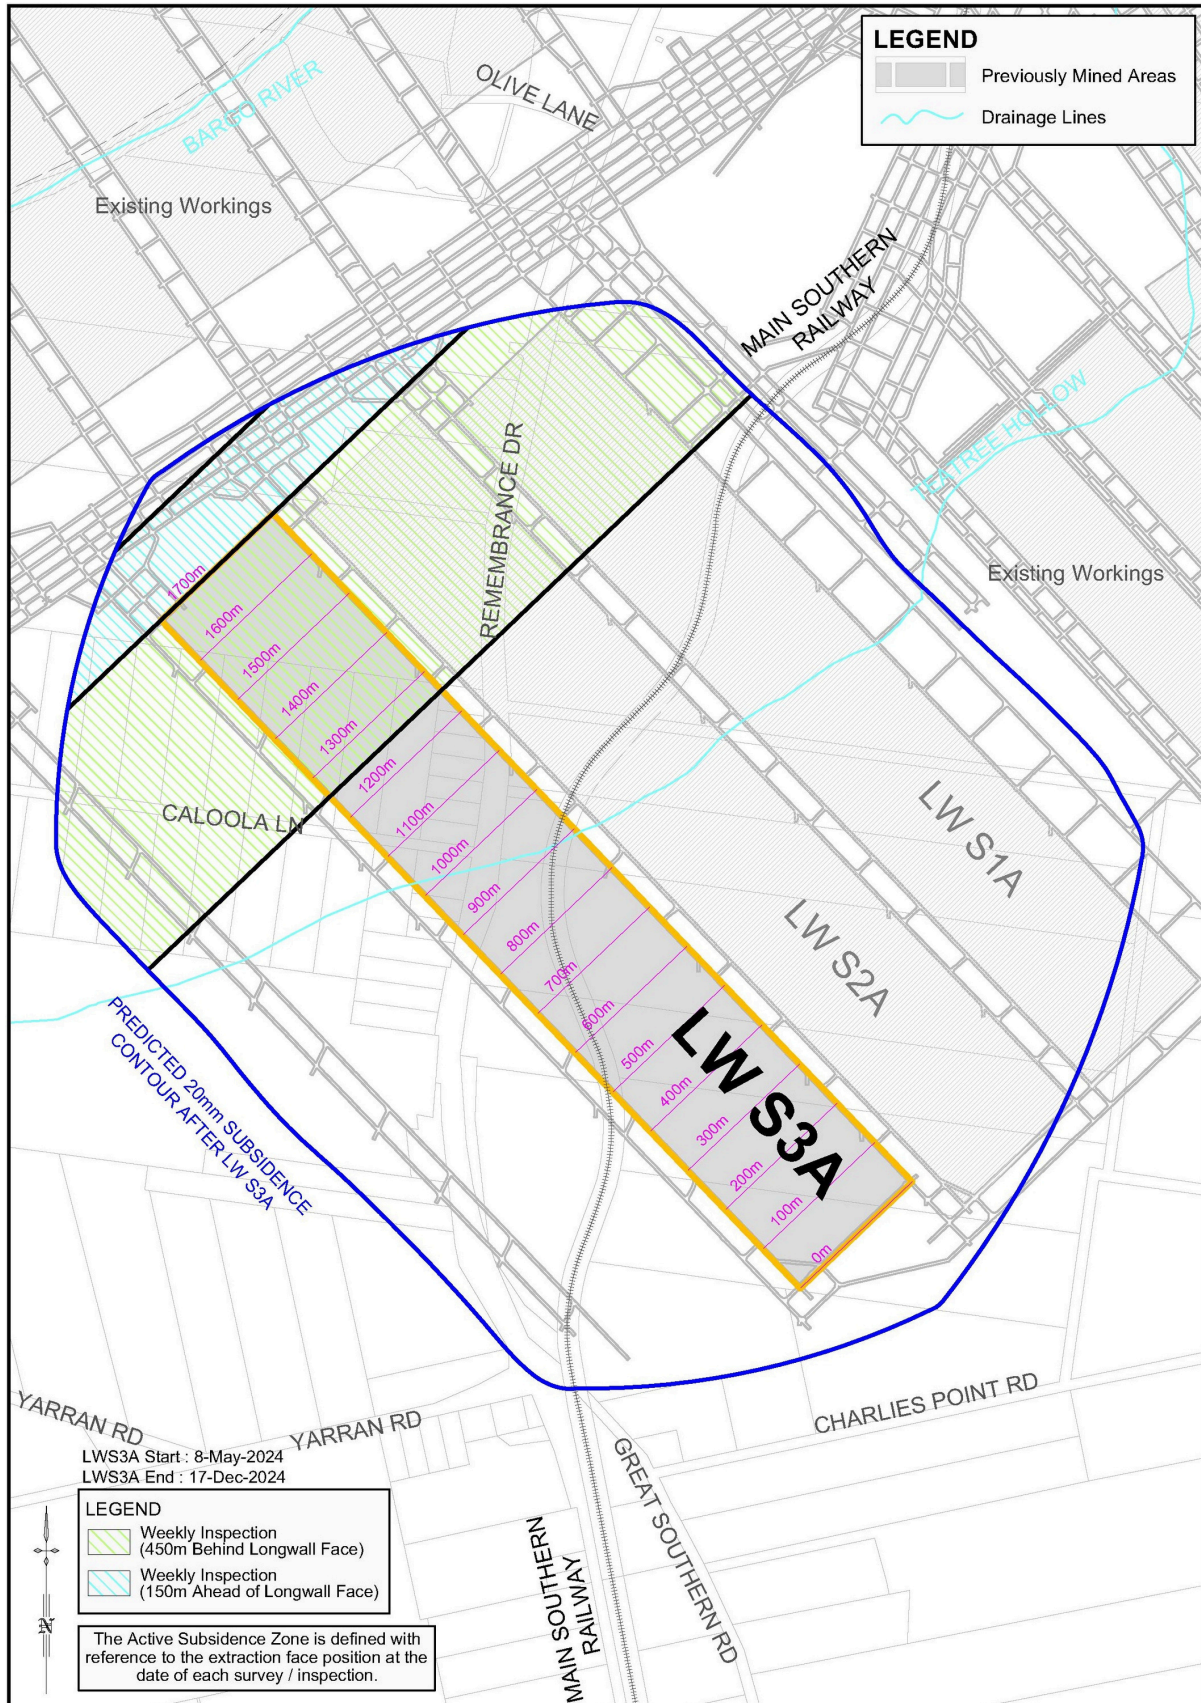 LEGEND
Previously Mined Areas
Drainage Lines
OLIVE LANE
BARGO RIVER
Existing Workings
MAIN SOUTHERN
RAILWAY
TEATREE HOLLOW
REMEMBRANCE DR
Existing Workings
1700m
1600m
1500m
1400m
1300m
1200m
1100m
1000m
900m
800m
700m
600m
500m
400m
300m
200m
100m
0m
CALOOLA LN
LW S1A
LW S2A
LW S3A
PREDICTED 20mm SUBSIDENCE
CONTOUR AFTER LW S3A
YARRAN RD
YARRAN RD
CHARLIES POINT RD
GREAT SOUTHERN RD
MAIN SOUTHERN
RAILWAY
LWS3A Start : 8-May-2024
LWS3A End : 17-Dec-2024
LEGEND
Weekly Inspection
(450m Behind Longwall Face)
Weekly Inspection
(150m Ahead of Longwall Face)
N
The Active Subsidence Zone is defined with
reference to the extraction face position at the
date of each survey / inspection.